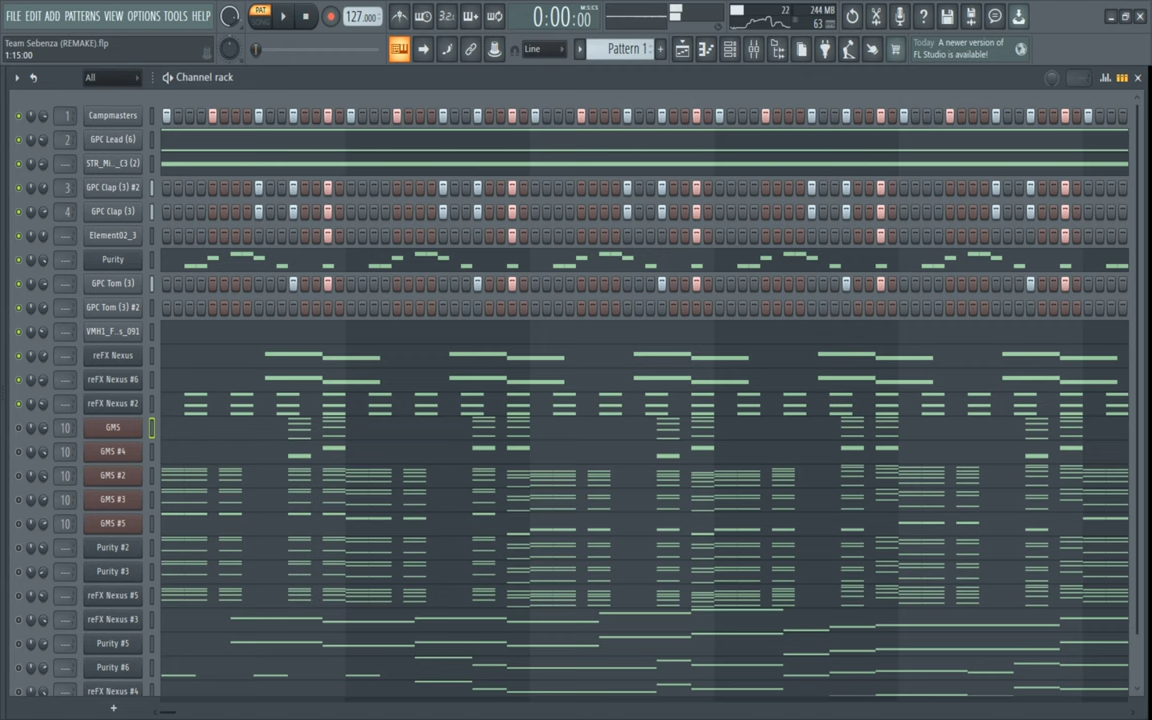 FILE EDIT ADD PATTERNS VIEW OPTIONS TOOLS HELP
PAT
SONG
127.000
3.2
0:00:00
M:S:CS
22
244 MB
63
Team Sebenza (REMAKE).flp
1:15:00
Line
Pattern 1
Today A newer version of
FL Studio is available!
All
Channel rack
1 Campmasters
2 GPC Lead (6)
STR_Mi.._C3 (2)
3 GPC Clap (3) #2
4 GPC Clap (3)
Element02_3
Purity
GPC Tom (3)
GPC Tom (3) #2
VMH1_F..s_091
reFX Nexus
reFX Nexus #6
reFX Nexus #2
10 GMS
10 GMS #4
10 GMS #2
10 GMS #3
10 GMS #5
Purity #2
Purity #3
reFX Nexus #5
reFX Nexus #3
Purity #5
Purity #6
reFX Nexus #4
+